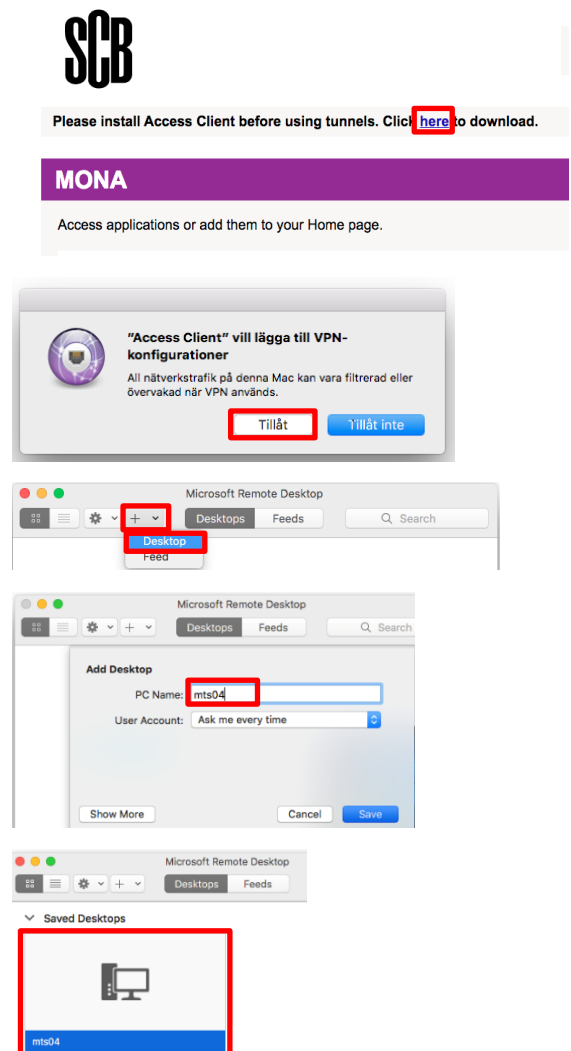 SCB
Please install Access Client before using tunnels. Click here to download.
MONA
Access applications or add them to your Home page.
"Access Client" vill lägga till VPN-
konfigurationer
All nätverkstrafik på denna Mac kan vara filtrerad eller
övervakad när VPN används.
Tillåt Tillåt inte
Microsoft Remote Desktop
Desktops Feeds Search
Desktop
Feed
Microsoft Remote Desktop
Desktops Feeds Search
Add Desktop
PC Name: mts04
User Account: Ask me every time
Show More Cancel Save
Microsoft Remote Desktop
Desktops Feeds
Saved Desktops
mts04